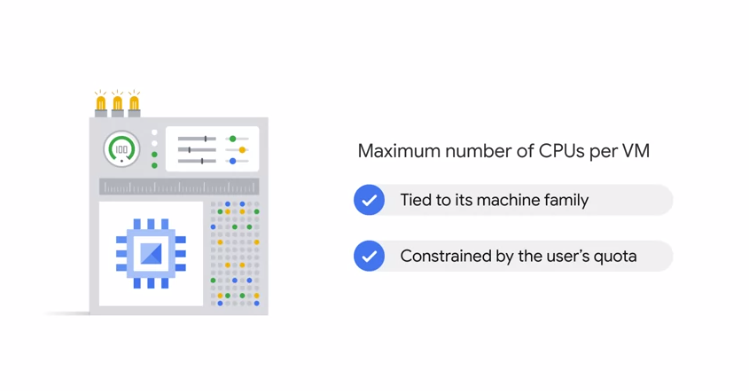 100
Maximum number of CPUs per VM
Tied to its machine family
Constrained by the user's quota